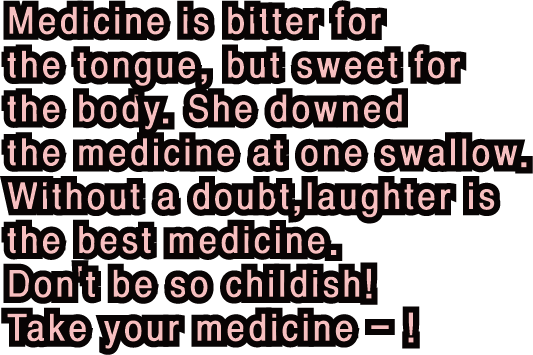 Medicine is bitter for
the tongue, but sweet for
the body. She downed
the medicine at one swallow.
Without a doubt,laughter is
the best medicine.
Don't be so childish!
Take your medicine – !